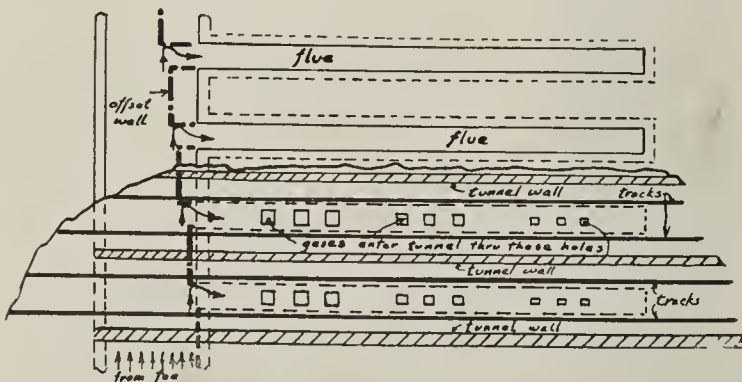 flue
offset
wall
flue
tunnel wall
tracks
gases enter tunnel thru these holes
tunnel wall
tracks
tunnel wall
from fan